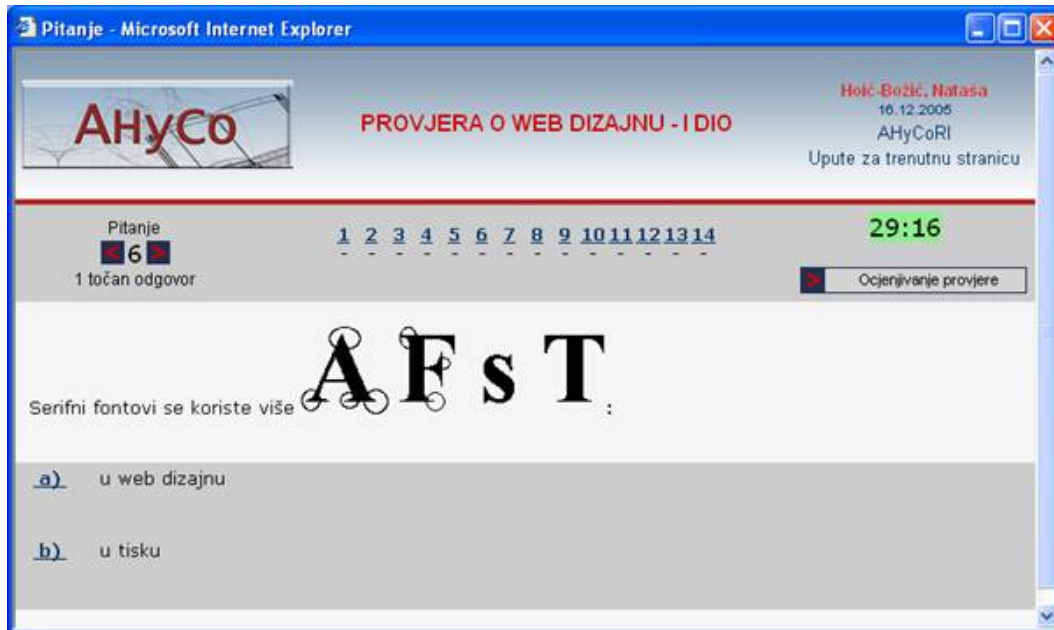 Pitanje - Microsoft Internet Explorer
AHyCo
PROVJERA O WEB DIZAJNU - I DIO
Hoić-Božić, Nataša
16.12.2005
AHyCoRI
Upute za trenutnu stranicu
Pitanje
< 6 >
1 točan odgovor
1 2 3 4 5 6 7 8 9 10 11 12 13 14
- - - - - - - - - - - - - -
29:16
> Ocjenjivanje provjere
Serifni fontovi se koriste više A F s T :
a) u web dizajnu
b) u tisku